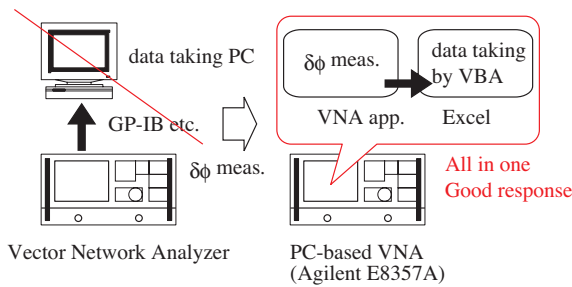 data taking PC
GP-IB etc.
δϕ meas.
Vector Network Analyzer
δϕ meas.
data taking
by VBA
VNA app.
Excel
All in one
Good response
PC-based VNA
(Agilent E8357A)